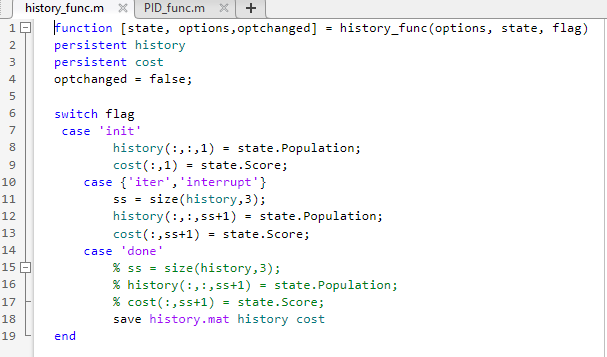 history_func.m PID_func.m +
1 function [state, options,optchanged] = history_func(options, state, flag)
2 persistent history
3 persistent cost
4 optchanged = false;
5
6 switch flag
7 case 'init'
8 history(:,:,1) = state.Population;
9 cost(:,1) = state.Score;
10 case {'iter','interrupt'}
11 ss = size(history,3);
12 history(:,:,ss+1) = state.Population;
13 cost(:,ss+1) = state.Score;
14 case 'done'
15 % ss = size(history,3);
16 % history(:,:,ss+1) = state.Population;
17 % cost(:,ss+1) = state.Score;
18 save history.mat history cost
19 end